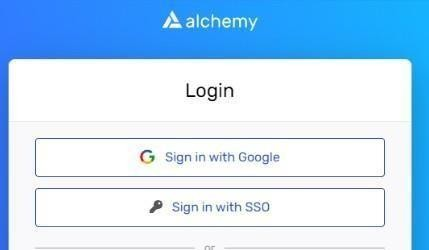 alchemy
Login
Sign in with Google
Sign in with SSO
or